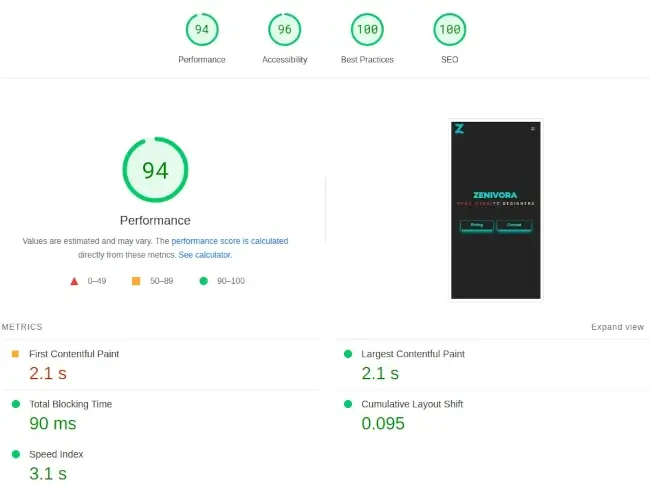 94 96 100 100
Performance Accessibility Best Practices SEO
94
Performance
Values are estimated and may vary. The performance score is calculated
directly from these metrics. See calculator.
0–49 50–89 90–100
Z
ZENIVORA
DESIGNERS
Pricing
METRICS
Expand view
First Contentful Paint
2.1 s
Largest Contentful Paint
2.1 s
Total Blocking Time
90 ms
Cumulative Layout Shift
0.095
Speed Index
3.1 s